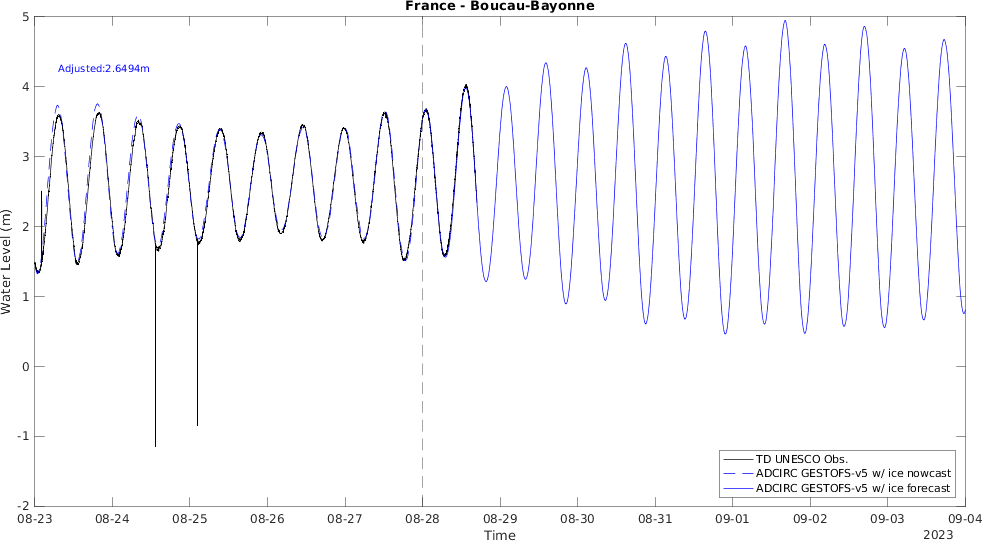 France - Boucau-Bayonne
Adjusted:2.6494m
Water Level (m)
5
4
3
2
1
0
-1
-2
TD UNESCO Obs.
ADCIRC GESTOFS-v5 w/ ice nowcast
ADCIRC GESTOFS-v5 w/ ice forecast
08-23 08-24 08-25 08-26 08-27 08-28 08-29 08-30 08-31 09-01 09-02 09-03 09-04
Time
2023